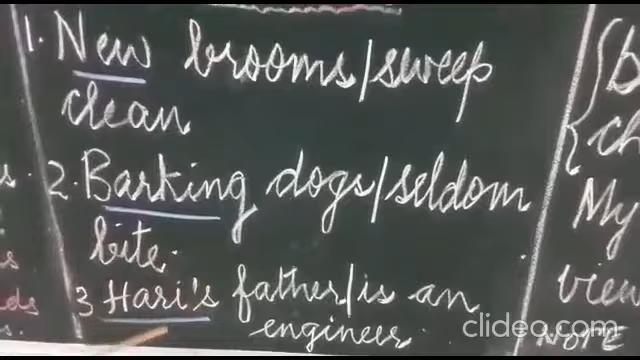 1. New brooms/sweep
clean
2. Barking dogs/seldom
bite.
3 Hari's father/is an
engineer.
My
view
NOTE
clideo.com